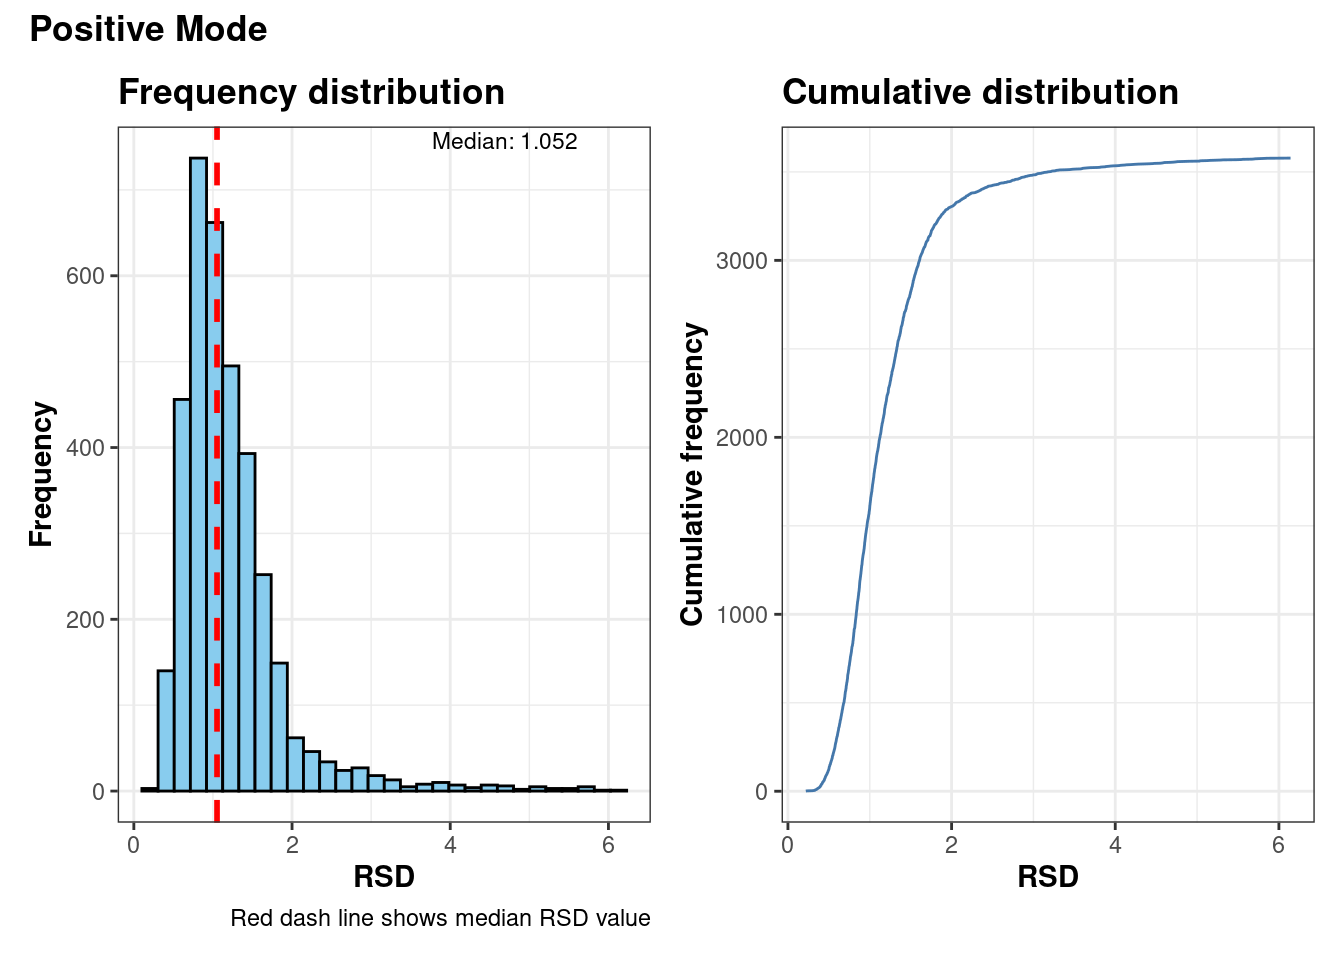 Positive Mode
Frequency distribution
Median: 1.052
600
400
200
0
Frequency
0 2 4 6
RSD
Red dash line shows median RSD value
Cumulative distribution
3000
2000
1000
0
Cumulative frequency
0 2 4 6
RSD